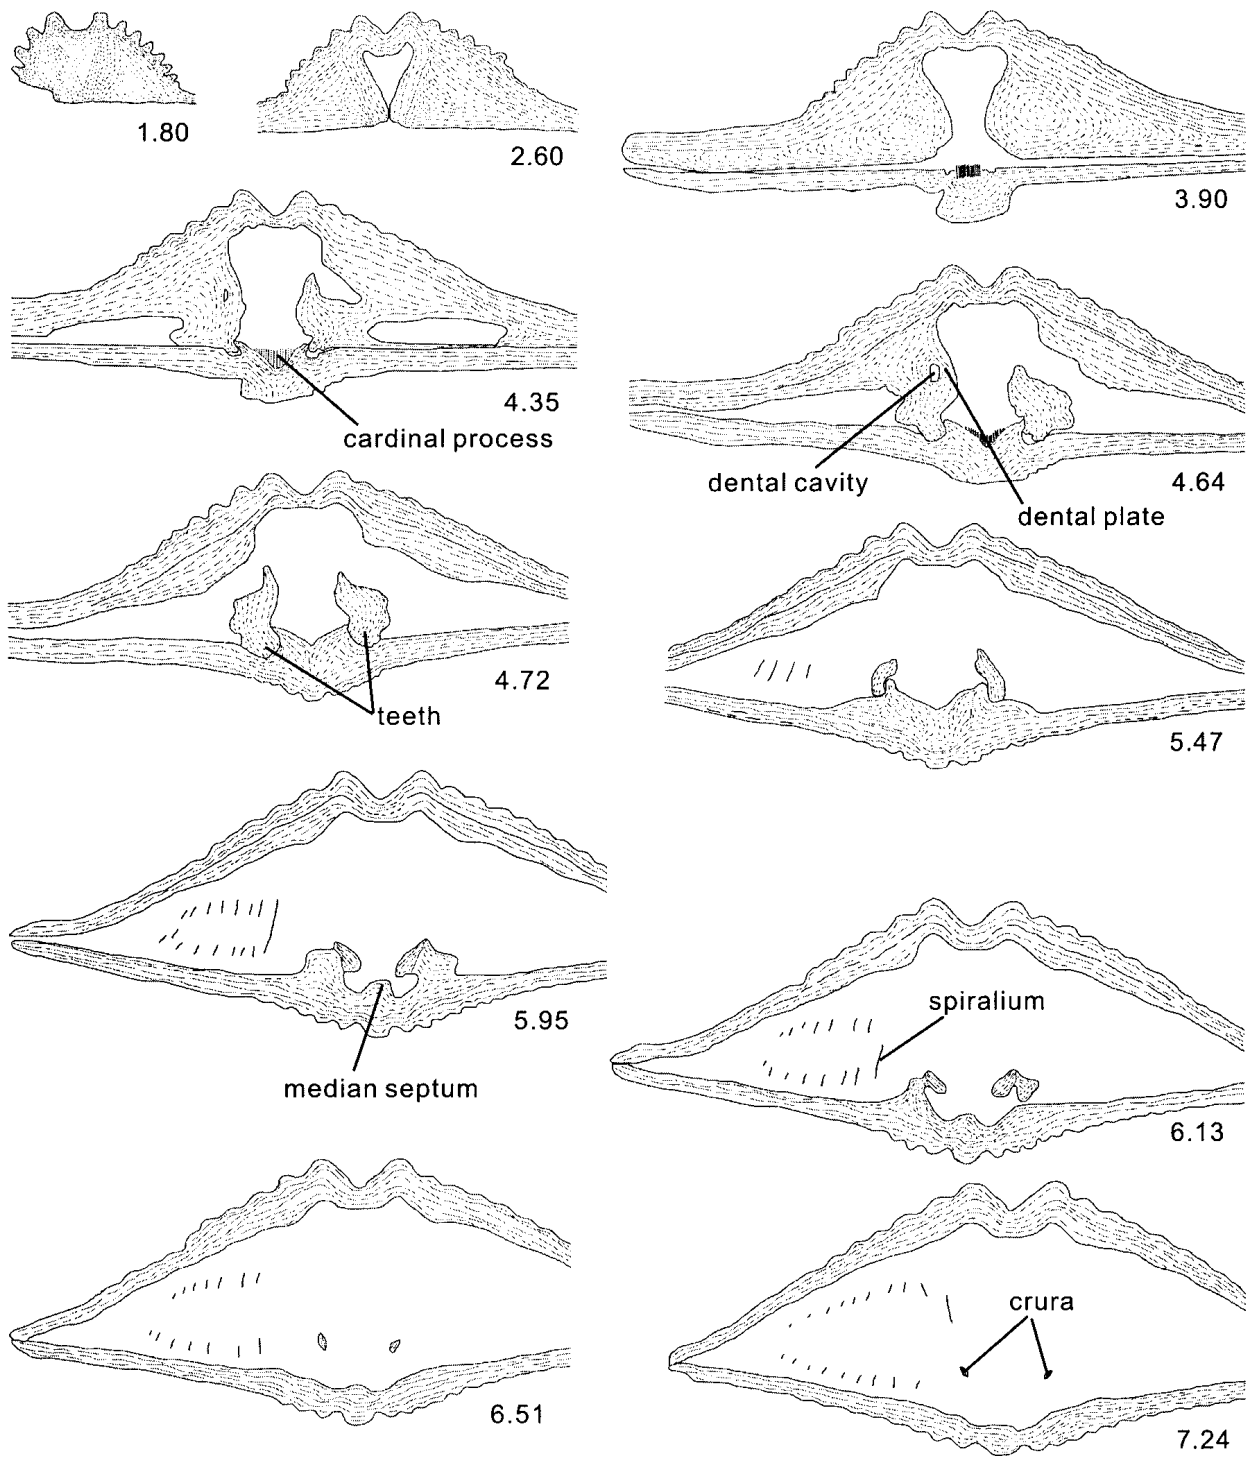 1.80
2.60
3.90
4.35
cardinal process
dental cavity
4.64
dental plate
4.72
teeth
5.47
5.95
median septum
spiralium
6.13
6.51
crura
7.24